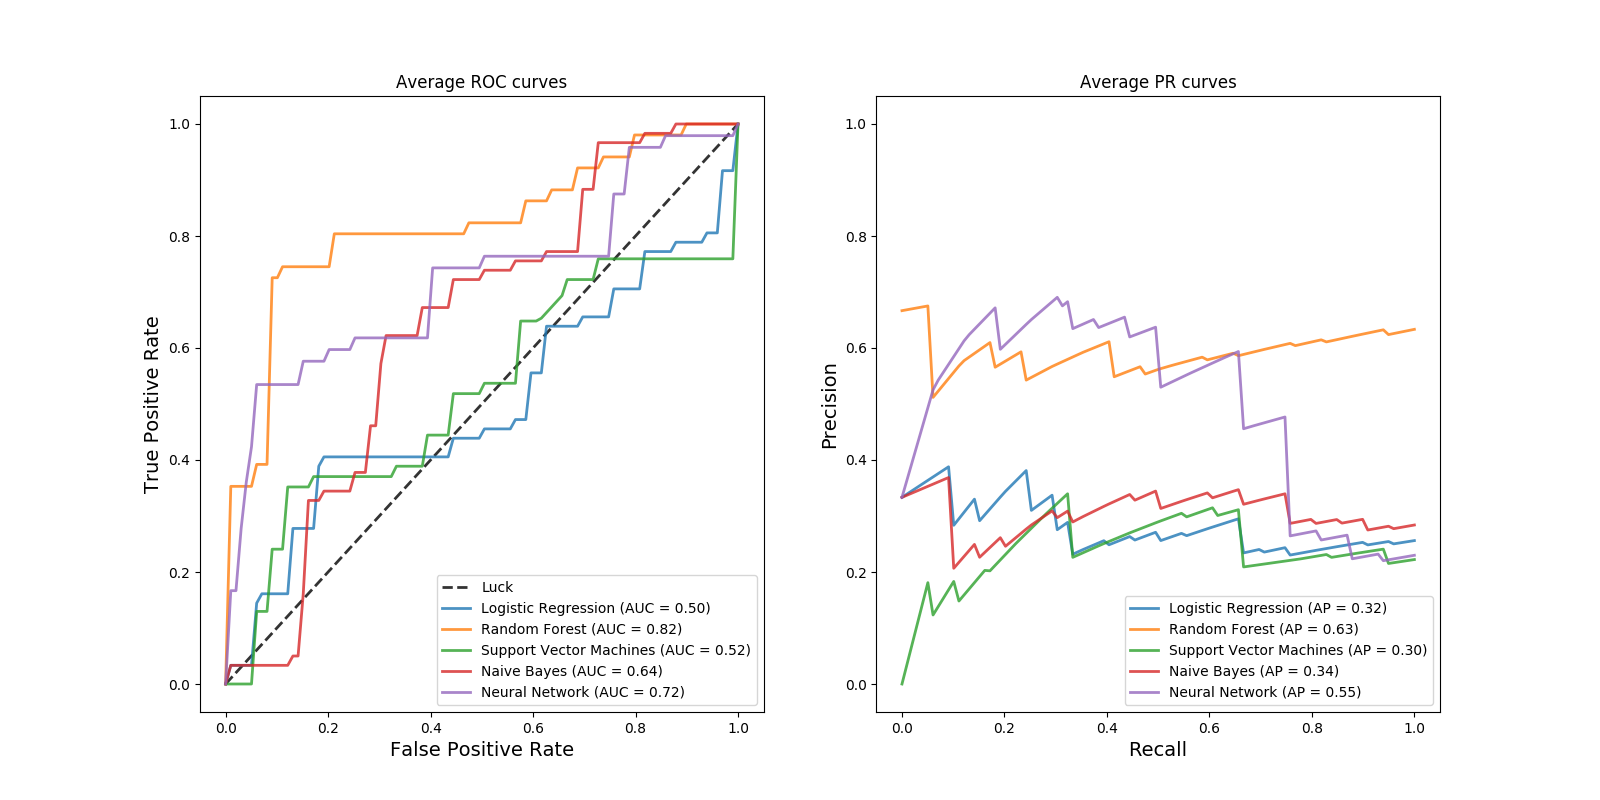 Average ROC curves
True Positive Rate
1.0
0.8
0.6
0.4
0.2
0.0
Luck
Logistic Regression (AUC = 0.50)
Random Forest (AUC = 0.82)
Support Vector Machines (AUC = 0.52)
Naive Bayes (AUC = 0.64)
Neural Network (AUC = 0.72)
0.0 0.2 0.4 0.6 0.8 1.0
False Positive Rate
Average PR curves
Precision
1.0
0.8
0.6
0.4
0.2
0.0
Logistic Regression (AP = 0.32)
Random Forest (AP = 0.63)
Support Vector Machines (AP = 0.30)
Naive Bayes (AP = 0.34)
Neural Network (AP = 0.55)
0.0 0.2 0.4 0.6 0.8 1.0
Recall